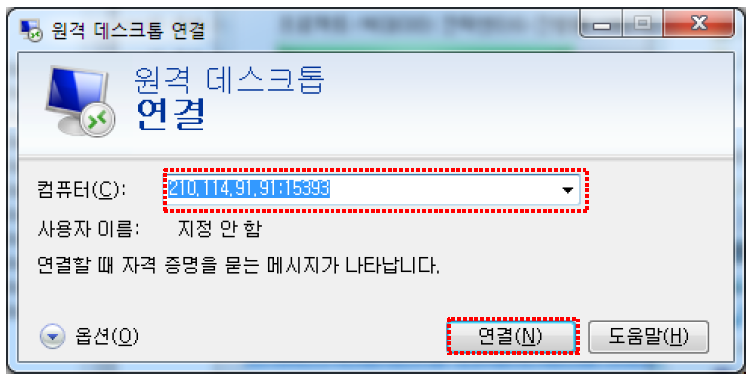 원격 데스크톱 연결
원격 데스크톱
연결
컴퓨터(C): 210.114.91.91:15393
사용자 이름: 지정 안 함
연결할 때 자격 증명을 묻는 메시지가 나타납니다.
옵션(O) 연결(N) 도움말(H)